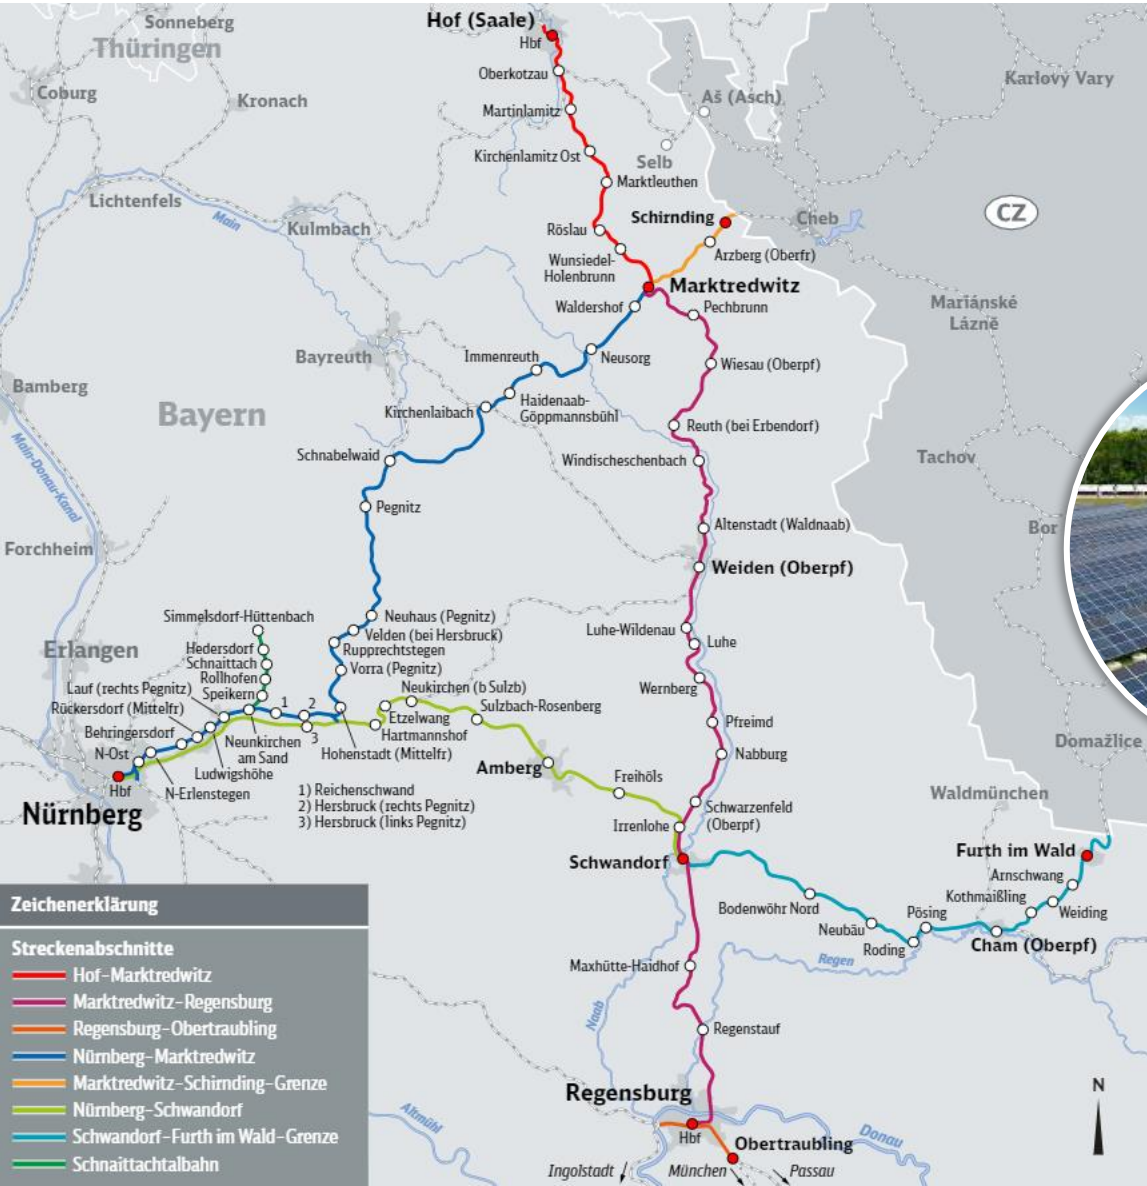 Sonneberg
Thüringen
Coburg
Kronach
Lichtenfels
Main
Kulmbach
Bayreuth
Bamberg
Bayern
Main-Donau-Kanal
Forchheim
Erlangen
Hof (Saale)
Hbf
Oberkotzau
Martinlamitz
Kirchenlamitz Ost
Marktleuthen
Röslau
Wunsiedel-
Holenbrunn
Selb
Aš (Asch)
Karlovy Vary
CZ
Cheb
Schirnding
Arzberg (Oberfr)
Marktredwitz
Mariánské
Lázně
Tachov
Bor
Domažlice
Waldershof
Neusorg
Immenreuth
Haidenaab-
Göppmannsbühl
Kirchenlaibach
Schnabelwaid
Pegnitz
Neuhaus (Pegnitz)
Velden (bei Hersbruck)
Rupprechtstegen
Vorra (Pegnitz)
Pechbrunn
Wiesau (Oberpf)
Reuth (bei Erbendorf)
Windischeschenbach
Altenstadt (Waldnaab)
Weiden (Oberpf)
Luhe-Wildenau
Luhe
Wernberg
Pfreimd
Nabburg
Schwarzenfeld
(Oberpf)
Irrenlohe
Schwandorf
Simmelsdorf-Hüttenbach
Hedersdorf
Schnaittach
Rollhofen
Speikern
Lauf (rechts Pegnitz)
Rückersdorf (Mittelfr)
Behringersdorf
N-Ost
Hbf
Nürnberg
N-Erlenstegen
Ludwigshöhe
Neunkirchen
am Sand
1
2
3
Hohenstadt (Mittelfr)
1) Reichenschwand
2) Hersbruck (rechts Pegnitz)
3) Hersbruck (links Pegnitz)
Neukirchen (b Sulzb)
Etzelwang
Hartmannshof
Sulzbach-Rosenberg
Amberg
Freihöls
Waldmünchen
Furth im Wald
Arnschwang
Kothmaißling
Weiding
Cham (Oberpf)
Pösing
Roding
Neubäu
Bodenwöhr Nord
Regen
Maxhütte-Haidhof
Naab
Regenstauf
Regensburg
Hbf
Obertraubling
Altmühl
Donau
Ingolstadt
München
Passau
N
Zeichenerklärung
Streckenabschnitte
Hof–Marktredwitz
Marktredwitz–Regensburg
Regensburg–Obertraubling
Nürnberg–Marktredwitz
Marktredwitz–Schirnding–Grenze
Nürnberg–Schwandorf
Schwandorf–Furth im Wald–Grenze
Schnaittachtalbahn